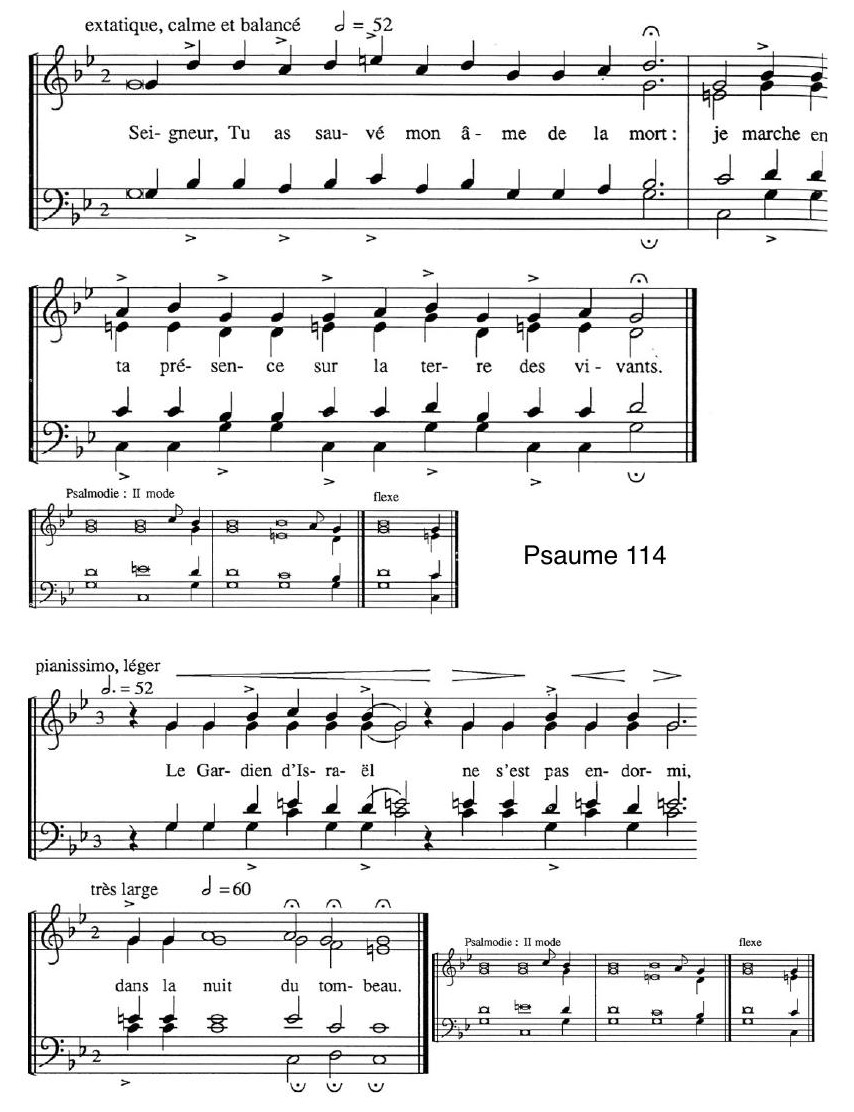 extatique, calme et balancé 𝅗𝅥 = 52
Sei- gneur, Tu as sau- vé mon â - me de la mort : je marche en
ta pré- sen- ce sur la ter- re des vi - vants.
Psalmodie : II mode flexe
Psaume 114
pianissimo, léger
𝅗𝅥. = 52
Le Gar- dien d'Is- ra- ël ne s'est pas en- dor- mi,
très large 𝅗𝅥 = 60
dans la nuit du tom- beau.
Psalmodie : II mode flexe